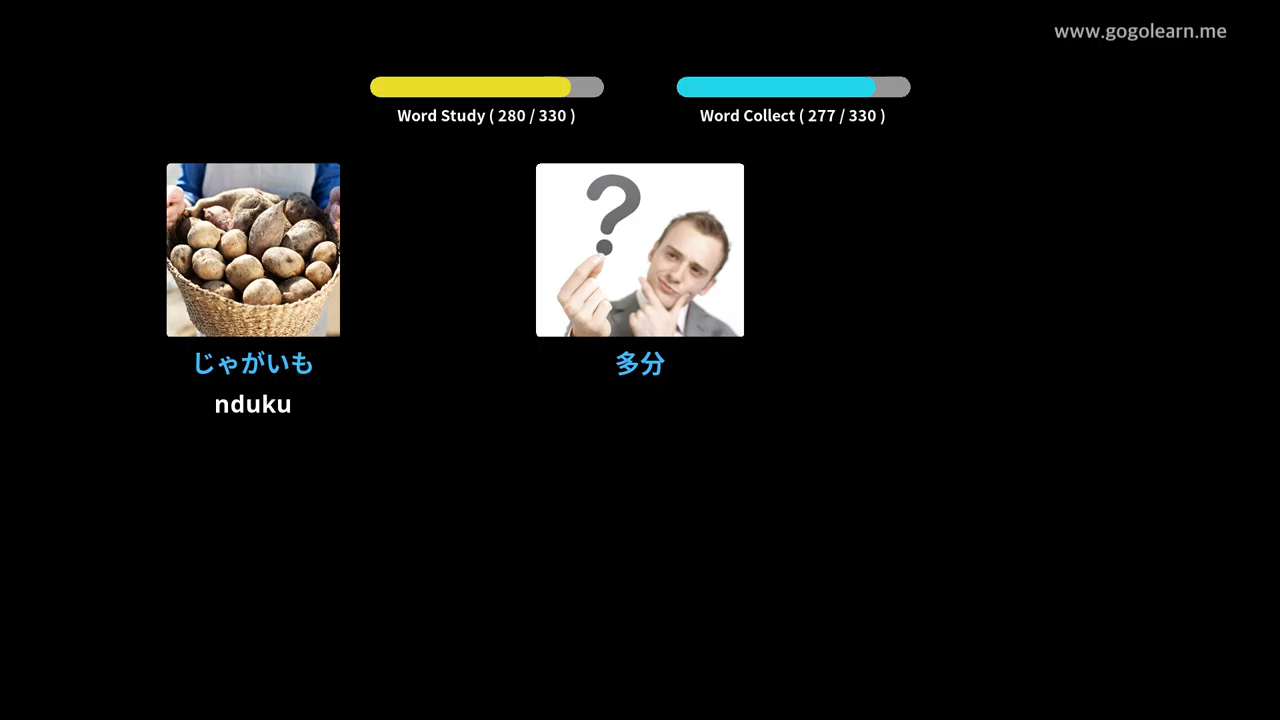 www.gogolearn.me
Word Study ( 280 / 330 )
Word Collect ( 277 / 330 )
じゃがいも
多分
nduku